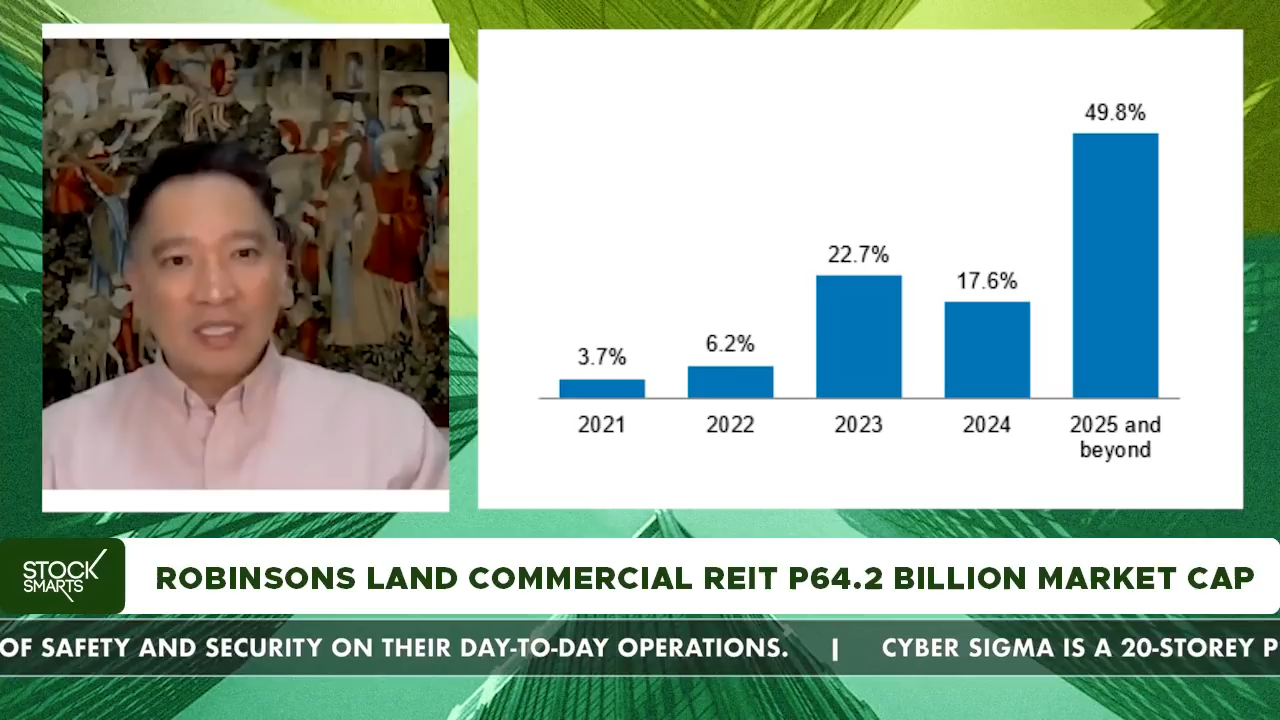 49.8%
22.7%
17.6%
6.2%
3.7%
2021
2022
2023
2024
2025 and
beyond
STOCK
SMARTS
ROBINSONS LAND COMMERCIAL REIT P64.2 BILLION MARKET CAP
OF SAFETY AND SECURITY ON THEIR DAY-TO-DAY OPERATIONS. | CYBER SIGMA IS A 20-STOREY P